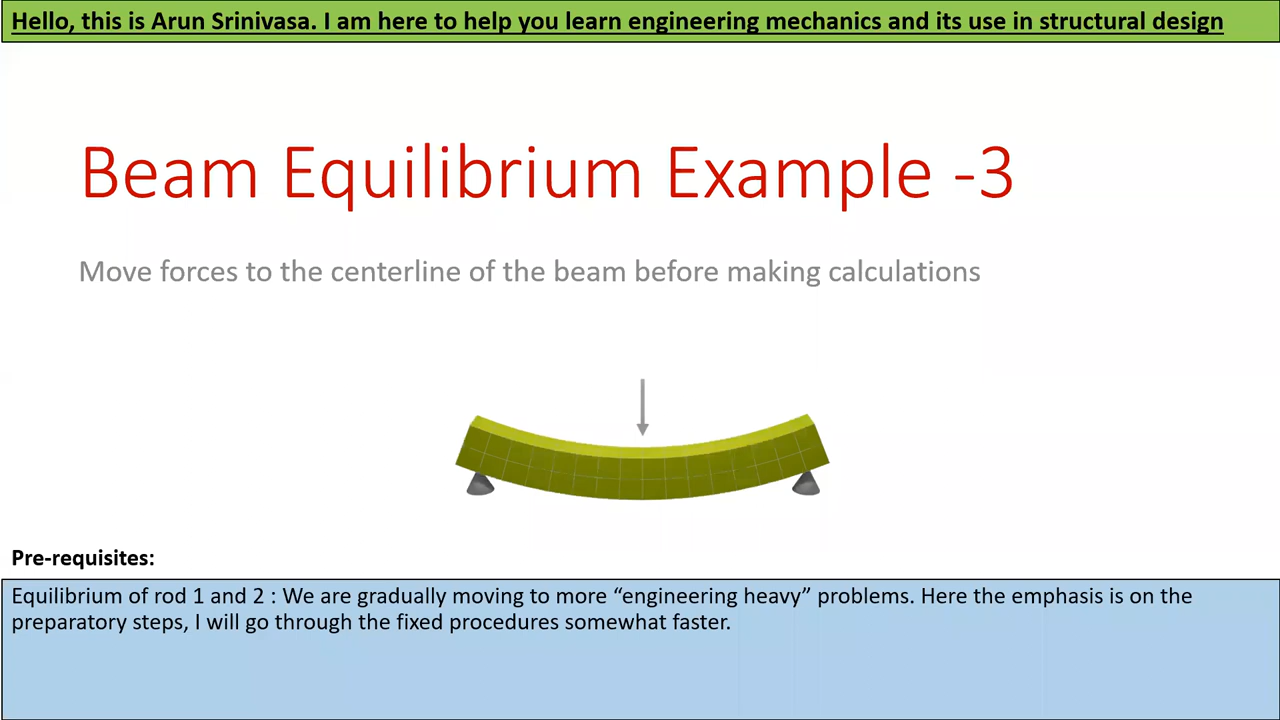 Hello, this is Arun Srinivasa. I am here to help you learn engineering mechanics and its use in structural design
Beam Equilibrium Example -3
Move forces to the centerline of the beam before making calculations
Pre-requisites:
Equilibrium of rod 1 and 2 : We are gradually moving to more “engineering heavy” problems. Here the emphasis is on the
preparatory steps, I will go through the fixed procedures somewhat faster.